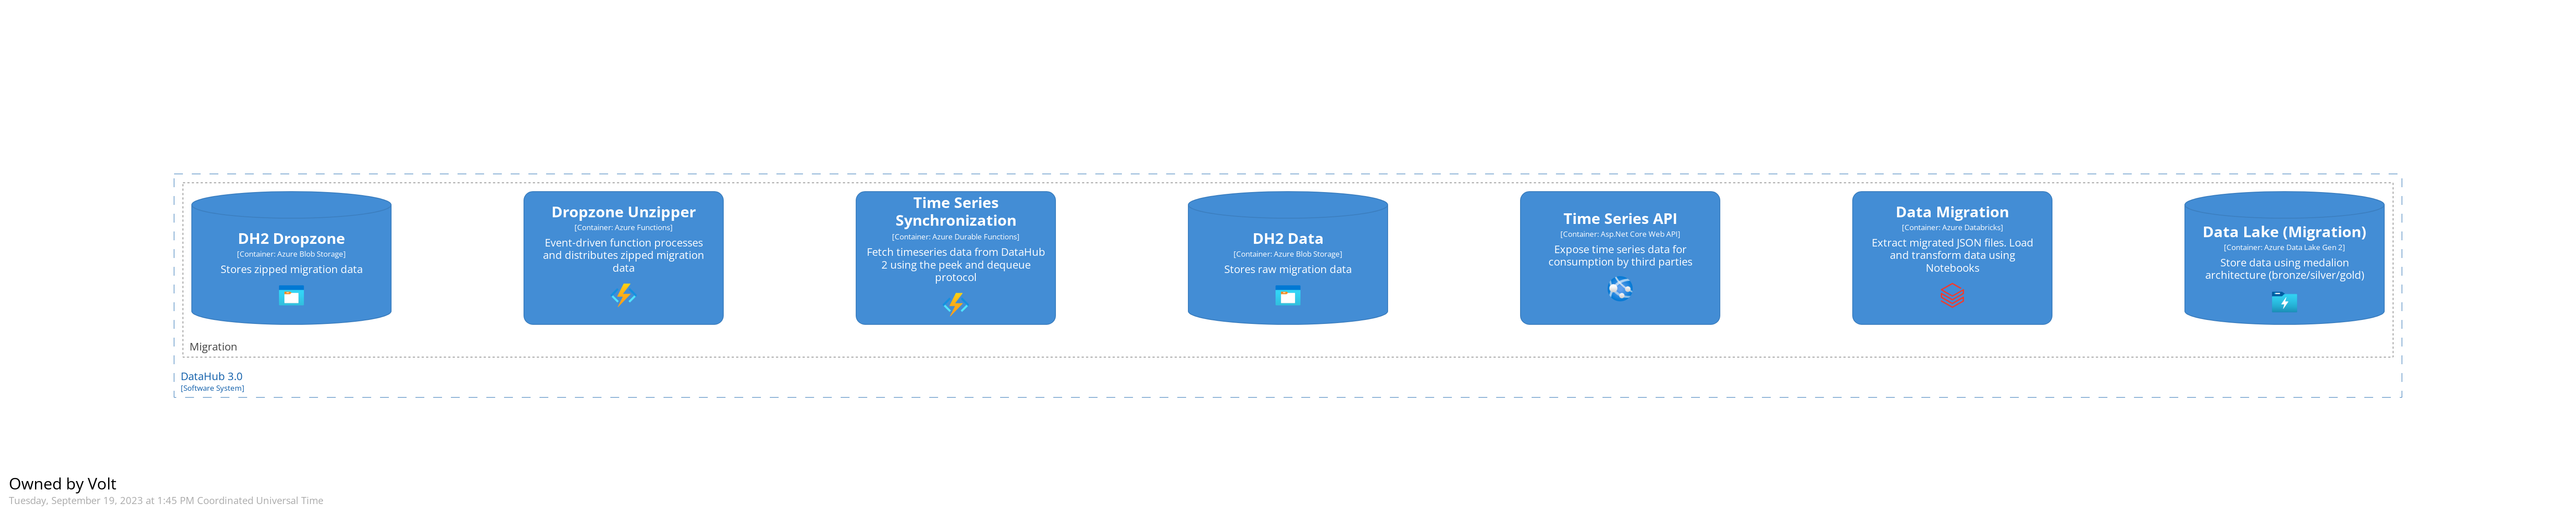 DH2 Dropzone
[Container: Azure Blob Storage]
Stores zipped migration data
Dropzone Unzipper
[Container: Azure Functions]
Event-driven function processes
and distributes zipped migration
data
Time Series
Synchronization
[Container: Azure Durable Functions]
Fetch timeseries data from DataHub
2 using the peek and dequeue
protocol
DH2 Data
[Container: Azure Blob Storage]
Stores raw migration data
Time Series API
[Container: Asp.Net Core Web API]
Expose time series data for
consumption by third parties
Data Migration
[Container: Azure Databricks]
Extract migrated JSON files. Load
and transform data using
Notebooks
Data Lake (Migration)
[Container: Azure Data Lake Gen 2]
Store data using medalion
architecture (bronze/silver/gold)
Migration
DataHub 3.0
[Software System]
Owned by Volt
Tuesday, September 19, 2023 at 1:45 PM Coordinated Universal Time